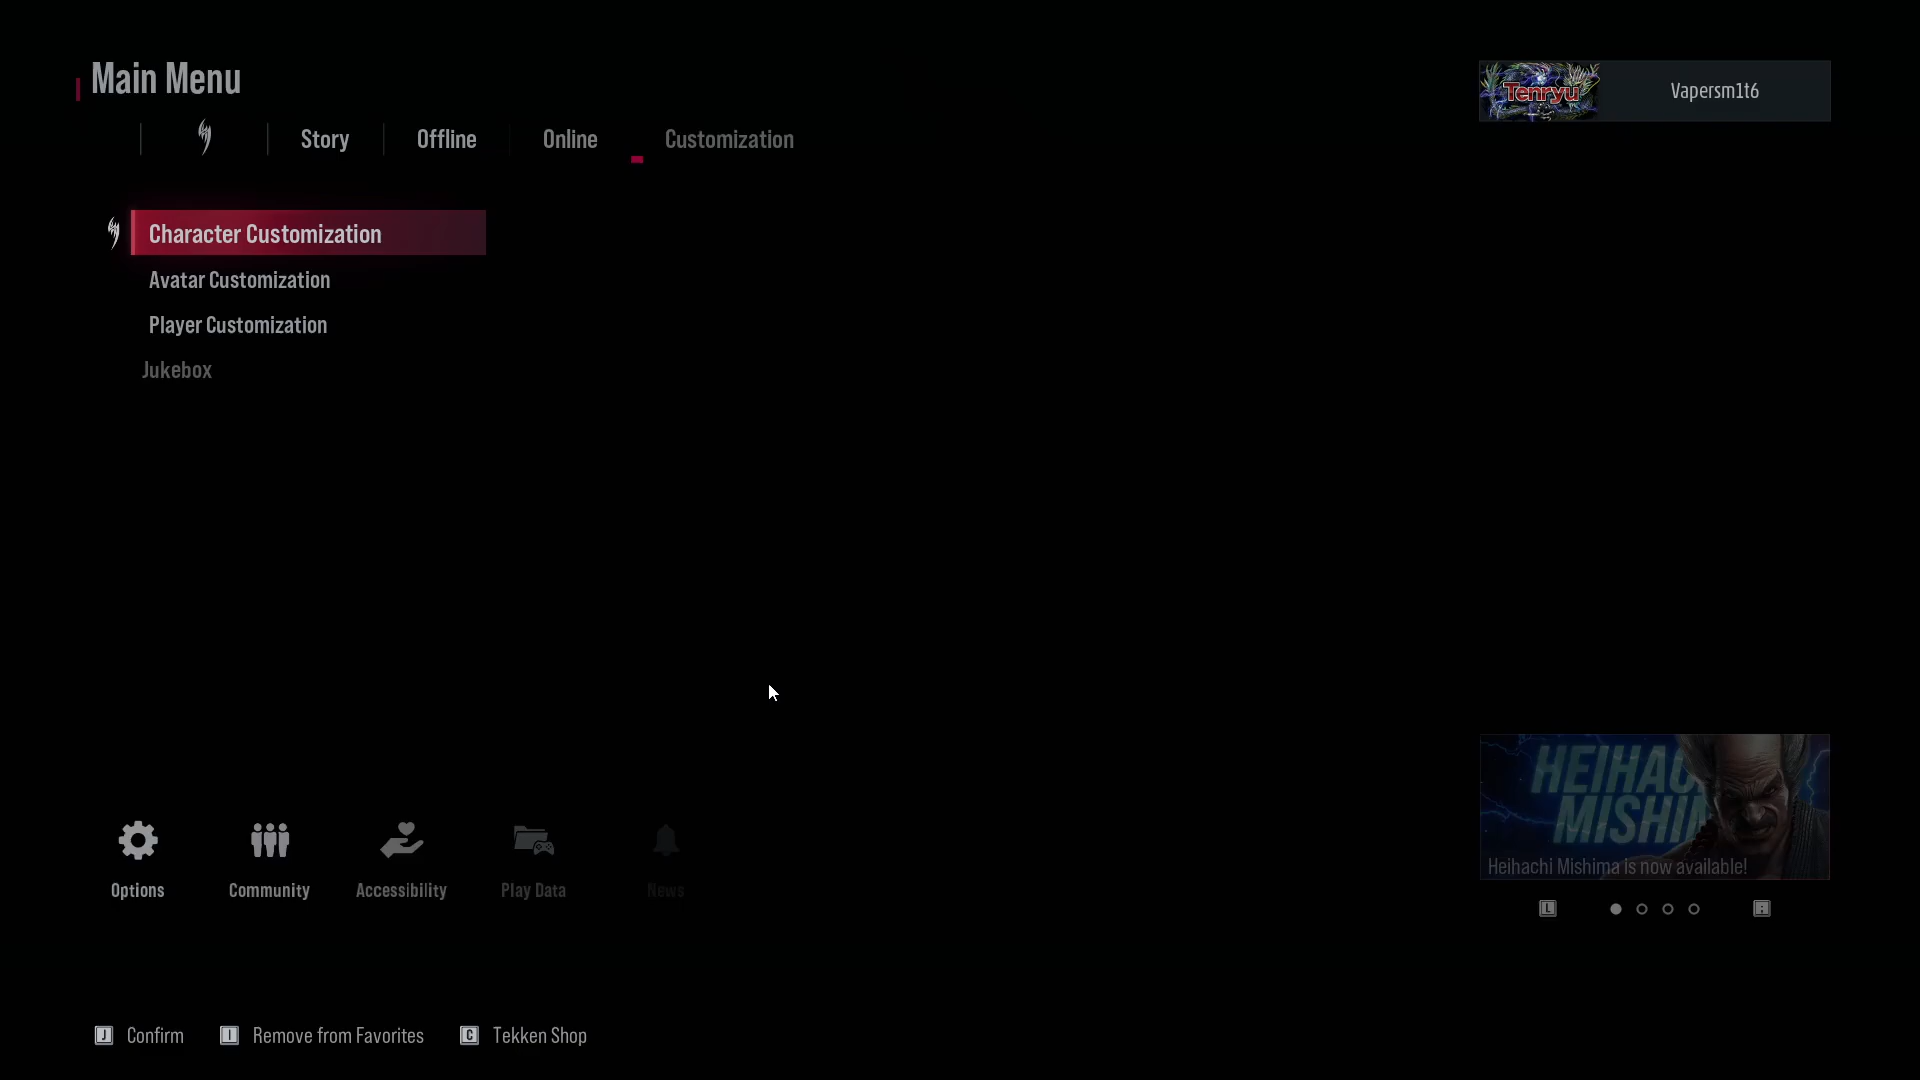 Main Menu
Tenryu
Vapersm1t6
Story
Offline
Online
Customization
Character Customization
Avatar Customization
Player Customization
Jukebox
HEIHAC
MISHI
Heihachi Mishima is now available!
Options
Community
Accessibility
Play Data
News
L
:
J Confirm
I Remove from Favorites
C Tekken Shop